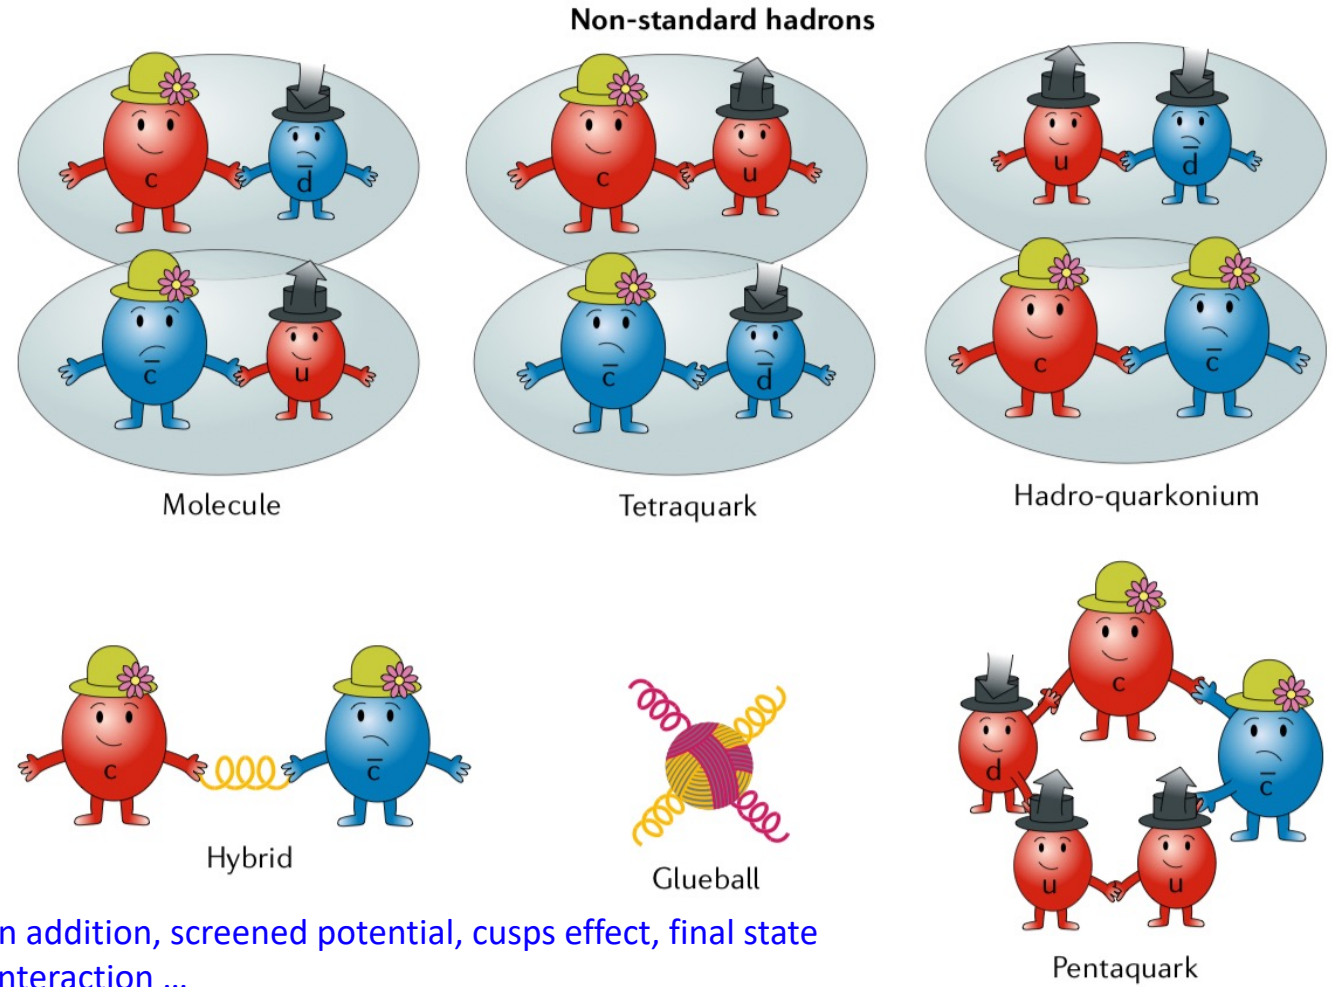 Non-standard hadrons
c
d̅
c̅
u
Molecule
c
u
c̅
d̅
Tetraquark
u
d̅
c
c̅
Hadro-quarkonium
c
c̅
Hybrid
Glueball
c
d
c̅
u
u
Pentaquark
n addition, screened potential, cusps effect, final state
nteraction ...